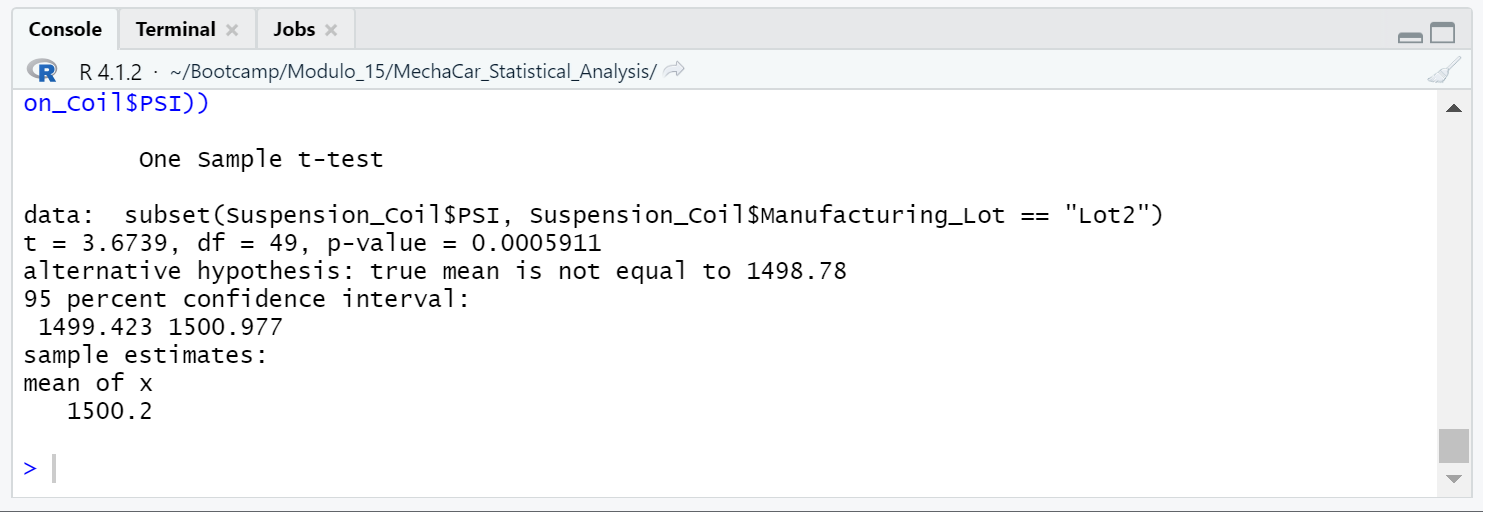 Console Terminal Jobs
R R 4.1.2 · ~/Bootcamp/Modulo_15/MechaCar_Statistical_Analysis/
on_Coil$PSI))
One Sample t-test
data:  subset(Suspension_Coil$PSI, Suspension_Coil$Manufacturing_Lot == "Lot2")
t = 3.6739, df = 49, p-value = 0.0005911
alternative hypothesis: true mean is not equal to 1498.78
95 percent confidence interval:
1499.423 1500.977
sample estimates:
mean of x
1500.2
>